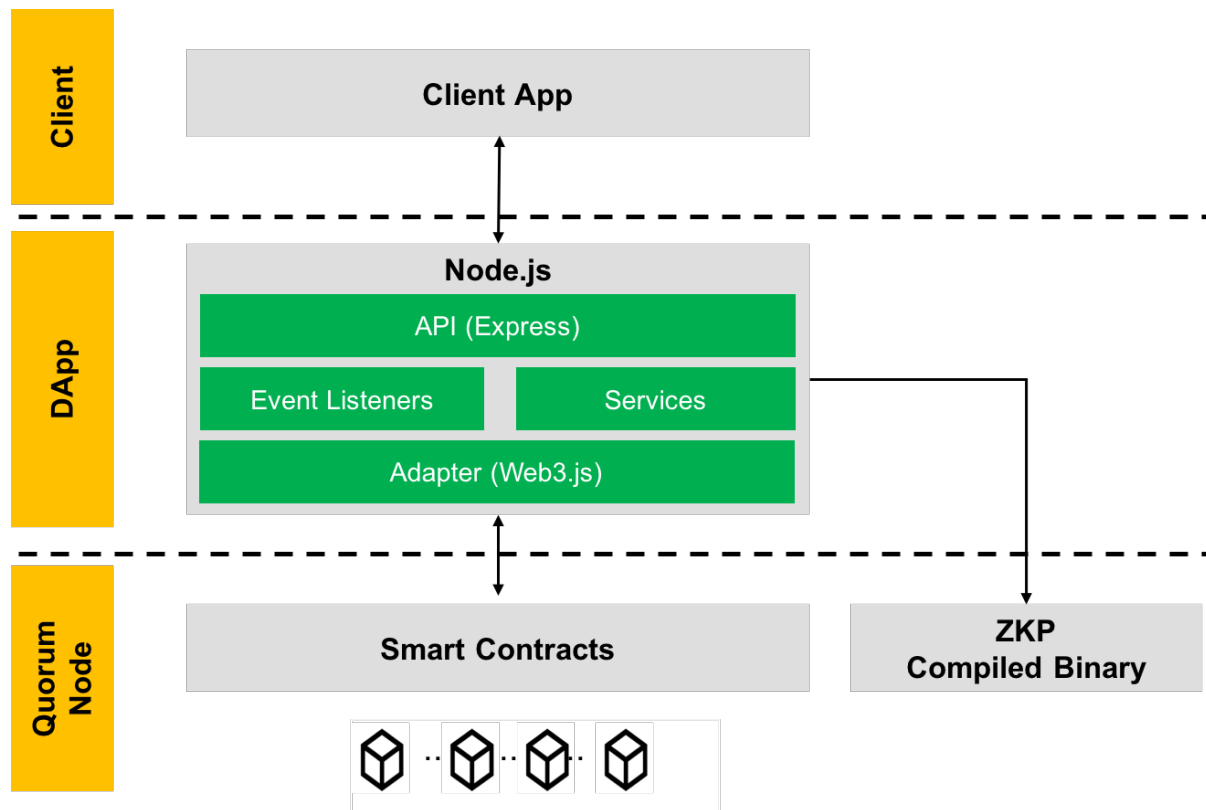 Client
Client App
DApp
Node.js
API (Express)
Event Listeners
Services
Adapter (Web3.js)
Quorum
Node
Smart Contracts
ZKP
Compiled Binary